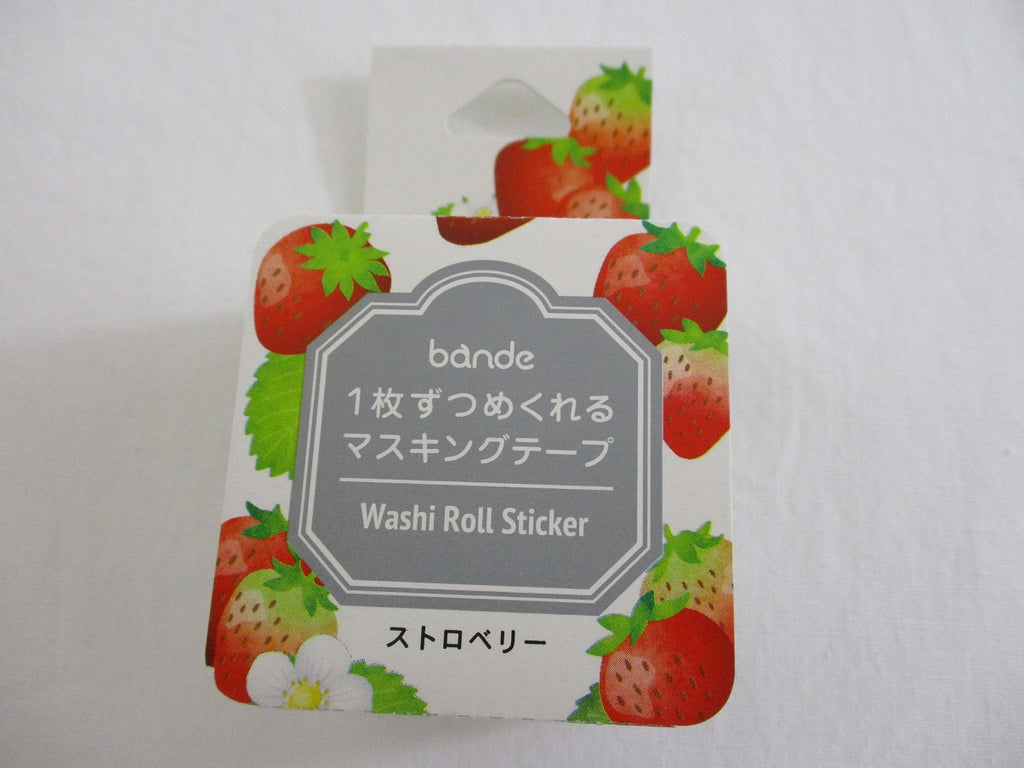 bande
1枚ずつめくれる
マスキングテープ
Washi Roll Sticker
ストロベリー